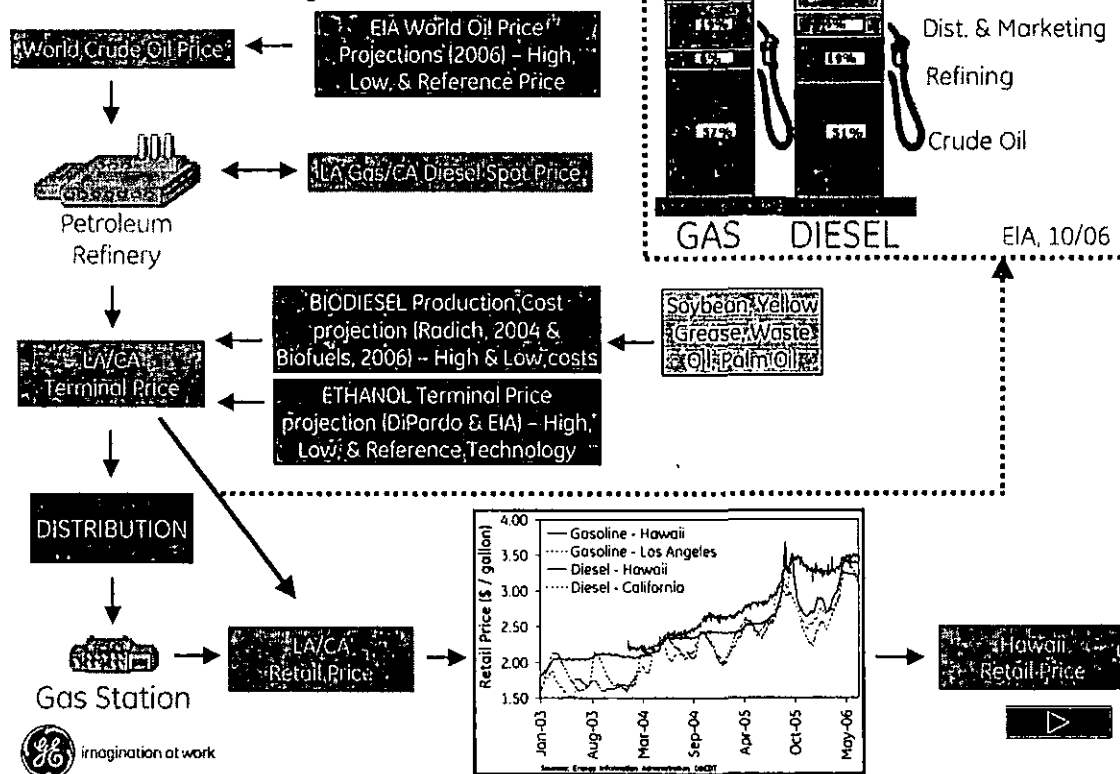 World Crude Oil Price
EIA World Oil Price
Projections (2006) – High,
Low, & Reference Price
Dist. & Marketing
Refining
Crude Oil
57%
51%
19%
GAS
DIESEL
EIA, 10/06
Petroleum
Refinery
LA Gas/CA Diesel Spot Price
BIODIESEL Production Cost
projection (Radich, 2004 &
Biofuels, 2006) – High & Low costs
Soybean, Yellow
Grease, Waste
Oil, Palm Oil
LA/CA
Terminal Price
ETHANOL Terminal Price
projection (DiPardo & EIA) – High,
Low, & Reference Technology
DISTRIBUTION
Gas Station
LA/CA
Retail Price
Retail Price ($ / gallon)
4.00
3.50
3.00
2.50
2.00
1.50
Gasoline - Hawaii
Gasoline - Los Angeles
Diesel - Hawaii
Diesel - California
Jan-03
Aug-03
Mar-04
Sep-04
Apr-05
Oct-05
May-06
Sources: Energy Information Administration,
Hawaii
Retail Price
GE
imagination at work